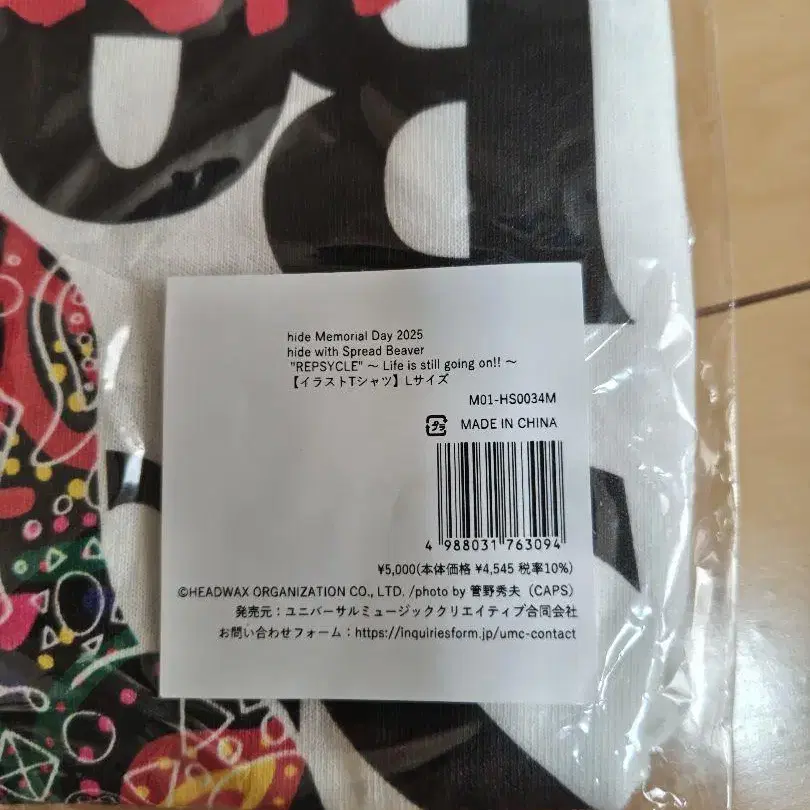 hide Memorial Day 2025
hide with Spread Beaver
"REPSYCLE" ～ Life is still going on!! ～
【イラストTシャツ】Lサイズ
M01-HS0034M
プラ MADE IN CHINA
4 988031 763094
¥5,000(本体価格 ¥4,545 税率10%)
©HEADWAX ORGANIZATION CO., LTD. /photo by 管野秀夫（CAPS）
発売元：ユニバーサルミュージッククリエイティブ合同会社
お問い合わせフォーム：https://inquiriesform.jp/umc-contact